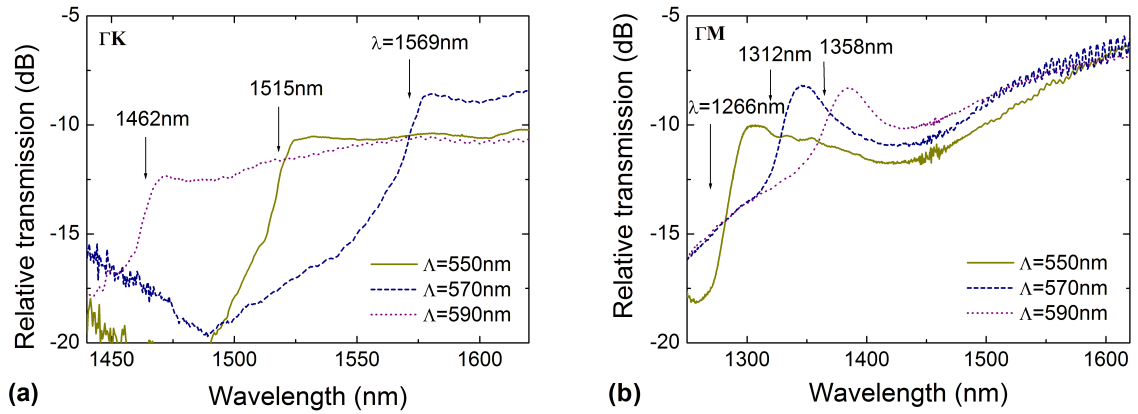 ΓK
λ=1569nm
1515nm
1462nm
Relative transmission (dB)
-5
-10
-15
-20
Λ=550nm
Λ=570nm
Λ=590nm
1450 1500 1550 1600
Wavelength (nm)
(a)
ΓM
1312nm
1358nm
λ=1266nm
Relative transmission (dB)
-5
-10
-15
-20
Λ=550nm
Λ=570nm
Λ=590nm
1300 1400 1500 1600
Wavelength (nm)
(b)